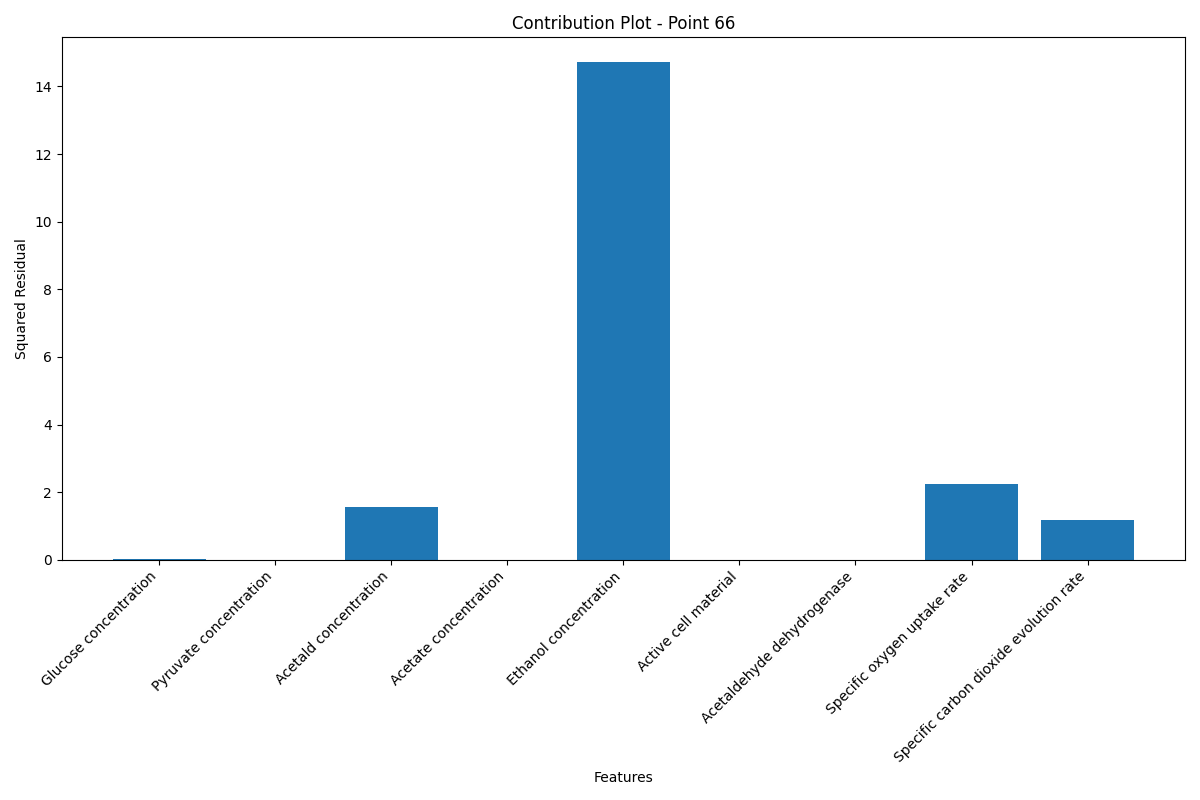 Contribution Plot - Point 66
Squared Residual
14
12
10
8
6
4
2
0
Glucose concentration
Pyruvate concentration
Acetald concentration
Acetate concentration
Ethanol concentration
Active cell material
Acetaldehyde dehydrogenase
Specific oxygen uptake rate
Specific carbon dioxide evolution rate
Features